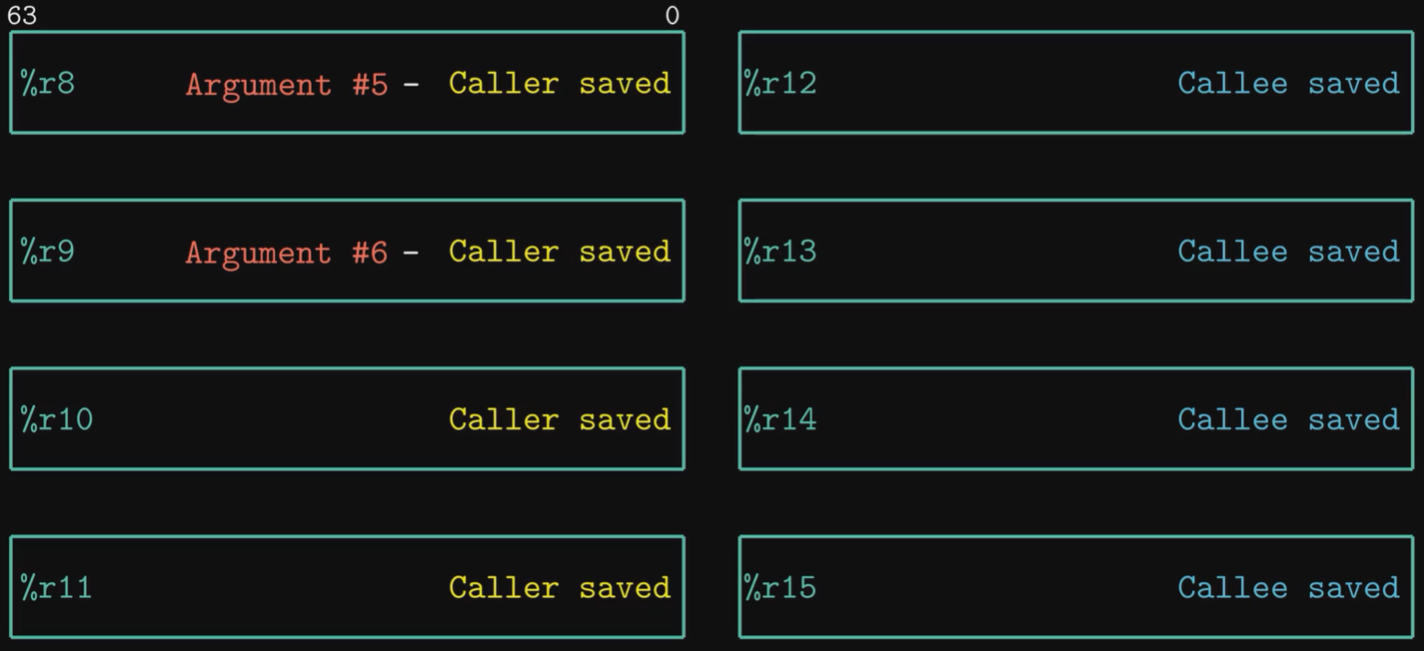 63 0
%r8 Argument #5 - Caller saved
%r12 Callee saved
%r9 Argument #6 - Caller saved
%r13 Callee saved
%r10 Caller saved
%r14 Callee saved
%r11 Caller saved
%r15 Callee saved